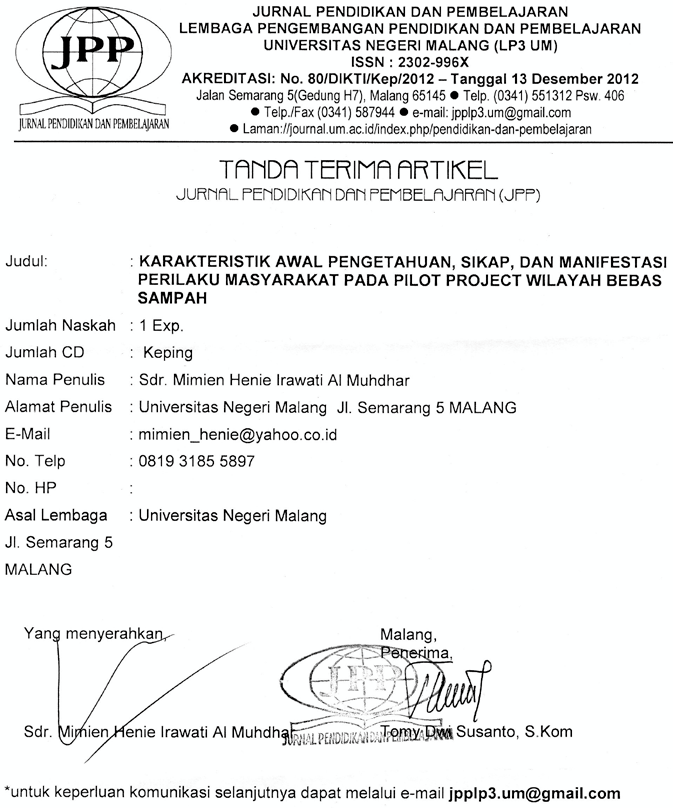 JPP
JURNAL PENDIDIKAN DAN PEMBELAJARAN
JURNAL PENDIDIKAN DAN PEMBELAJARAN
LEMBAGA PENGEMBANGAN PENDIDIKAN DAN PEMBELAJARAN
UNIVERSITAS NEGERI MALANG (LP3 UM)
ISSN : 2302-996X
AKREDITASI: No. 80/DIKTI/Kep/2012 – Tanggal 13 Desember 2012
Jalan Semarang 5(Gedung H7), Malang 65145 ● Telp. (0341) 551312 Psw. 406
● Telp./Fax (0341) 587944 ● e-mail: jpplp3.um@gmail.com
● Laman://journal.um.ac.id/index.php/pendidikan-dan-pembelajaran
TANDA TERIMA ARTIKEL
JURNAL PENDIDIKAN DAN PEMBELAJARAN (JPP)
Judul: : KARAKTERISTIK AWAL PENGETAHUAN, SIKAP, DAN MANIFESTASI
PERILAKU MASYARAKAT PADA PILOT PROJECT WILAYAH BEBAS
SAMPAH
Jumlah Naskah : 1 Exp.
Jumlah CD : Keping
Nama Penulis : Sdr. Mimien Henie Irawati Al Muhdhar
Alamat Penulis : Universitas Negeri Malang Jl. Semarang 5 MALANG
E-Mail : mimien_henie@yahoo.co.id
No. Telp : 0819 3185 5897
No. HP :
Asal Lembaga : Universitas Negeri Malang
Jl. Semarang 5
MALANG
Yang menyerahkan,
Malang,
Penerima,
JPP
JURNAL PENDIDIKAN DAN PEMBELAJARAN
Sdr. Mimien Henie Irawati Al Muhdhar
Tomy Dwi Susanto, S.Kom
*untuk keperluan komunikasi selanjutnya dapat melalui e-mail jpplp3.um@gmail.com